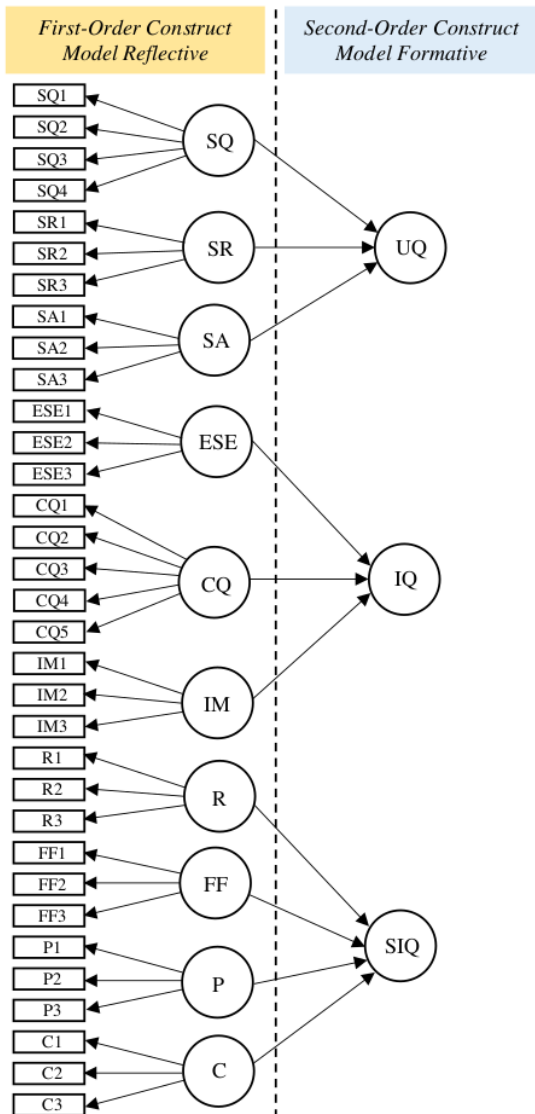 First-Order Construct
Model Reflective
Second-Order Construct
Model Formative
SQ1
SQ2
SQ3
SQ4
SQ
SR1
SR2
SR3
SR
UQ
SA1
SA2
SA3
SA
ESE1
ESE2
ESE3
ESE
CQ1
CQ2
CQ3
CQ4
CQ5
CQ
IQ
IM1
IM2
IM3
IM
R1
R2
R3
R
FF1
FF2
FF3
FF
SIQ
P1
P2
P3
P
C1
C2
C3
C